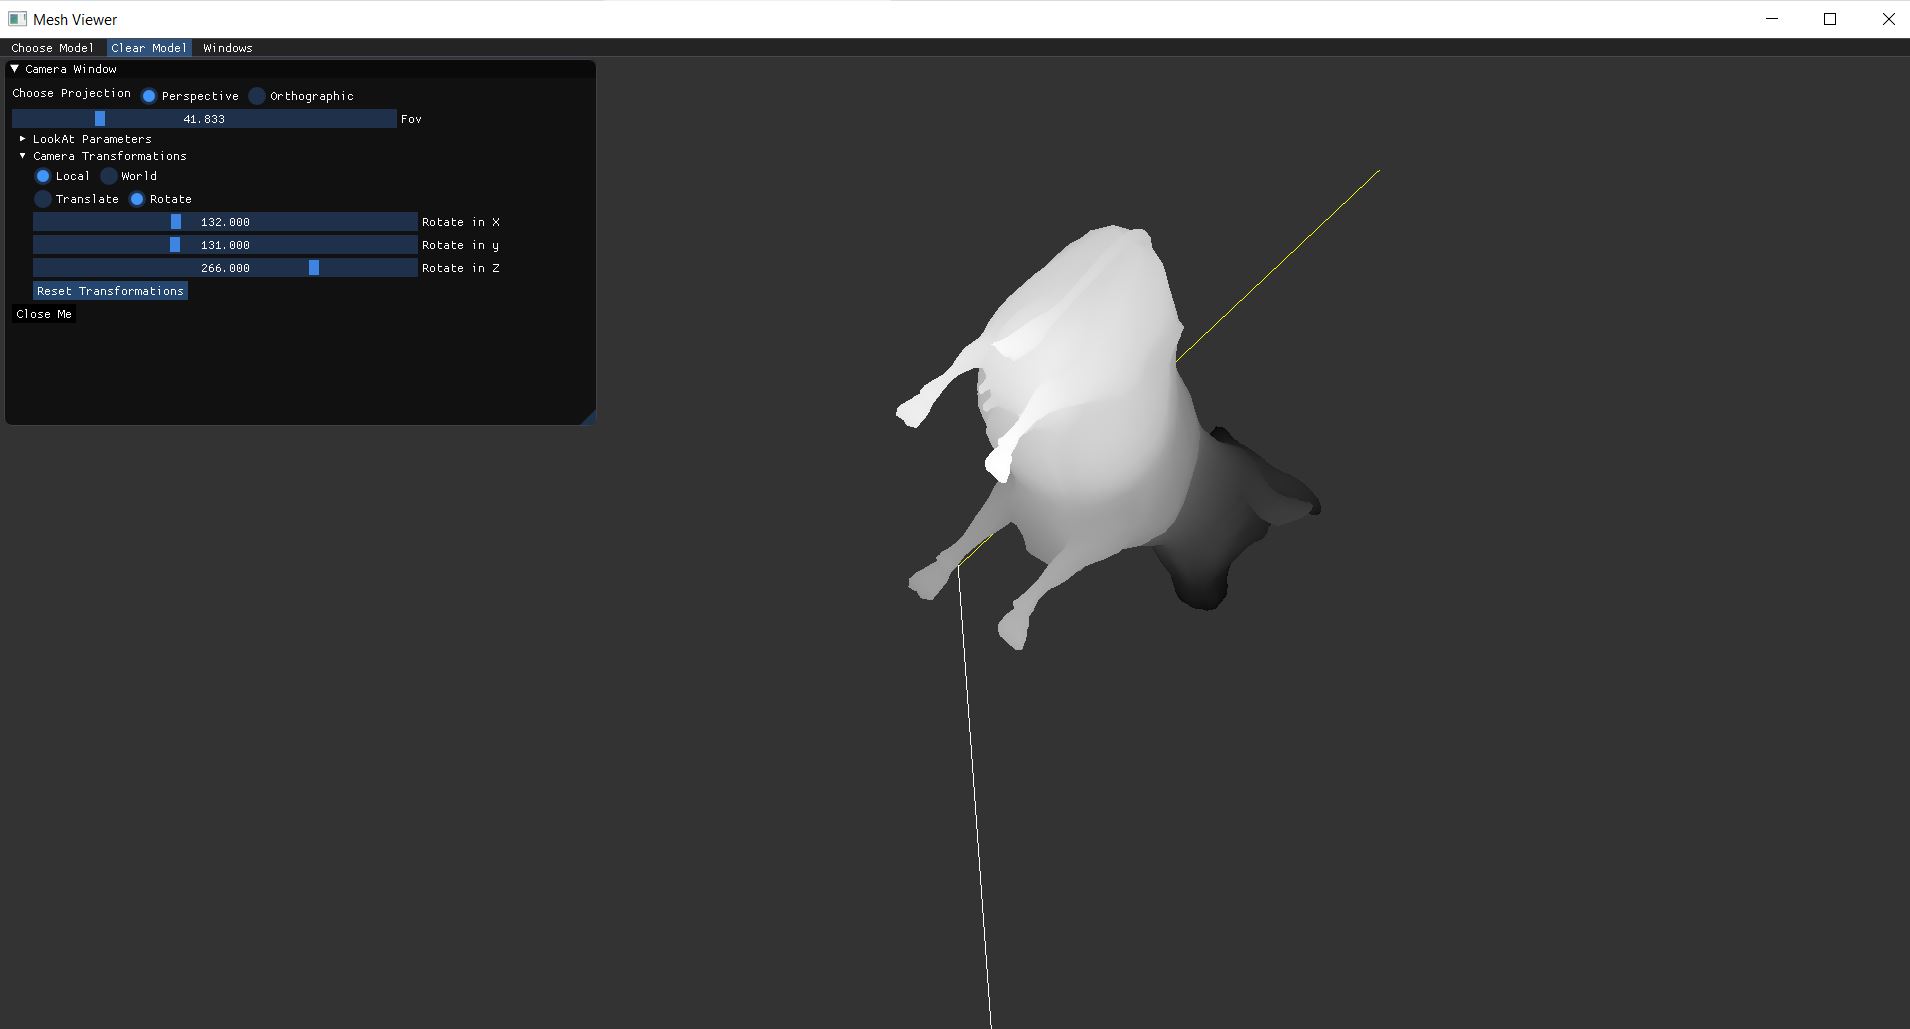 Mesh Viewer
Choose Model Clear Model Windows
Camera Window
Choose Projection Perspective Orthographic
41.833 Fov
LookAt Parameters
Camera Transformations
Local World
Translate Rotate
132.000 Rotate in X
131.000 Rotate in y
266.000 Rotate in Z
Reset Transformations
Close Me